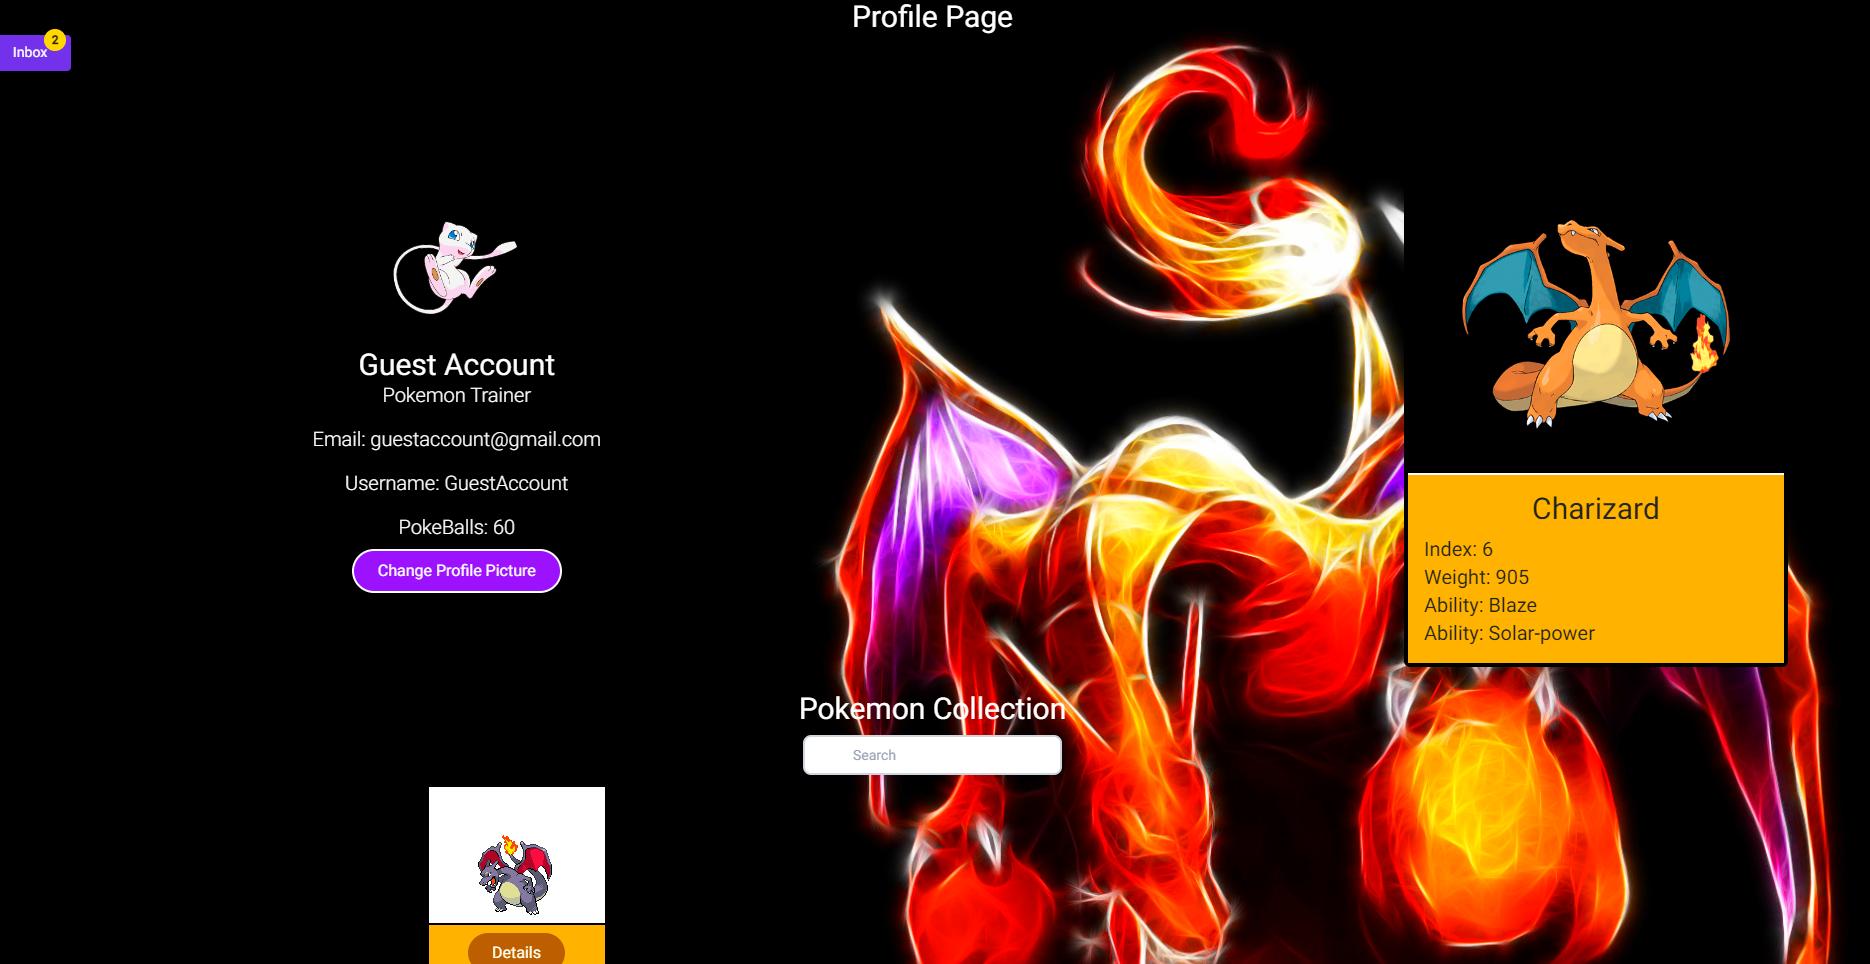 Profile Page
Inbox
2
Guest Account
Pokemon Trainer
Email: guestaccount@gmail.com
Username: GuestAccount
PokeBalls: 60
Change Profile Picture
Charizard
Index: 6
Weight: 905
Ability: Blaze
Ability: Solar-power
Pokemon Collection
Search
Details